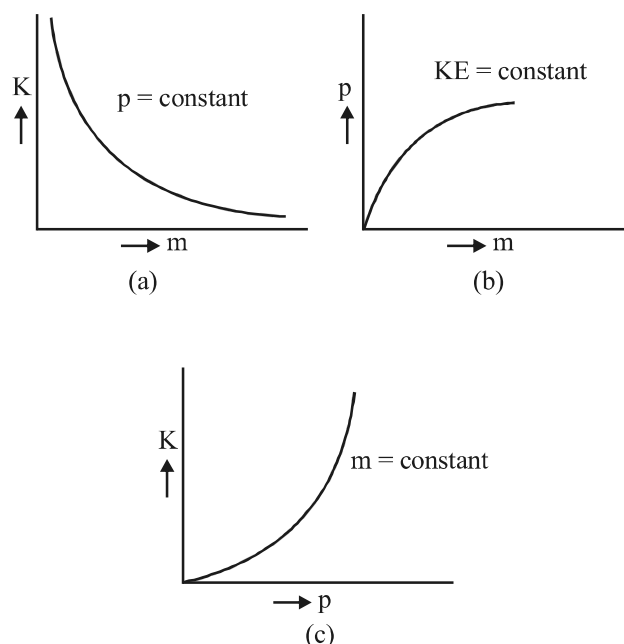 K
p = constant
m
(a)
p
KE = constant
m
(b)
K
m = constant
p
(c)